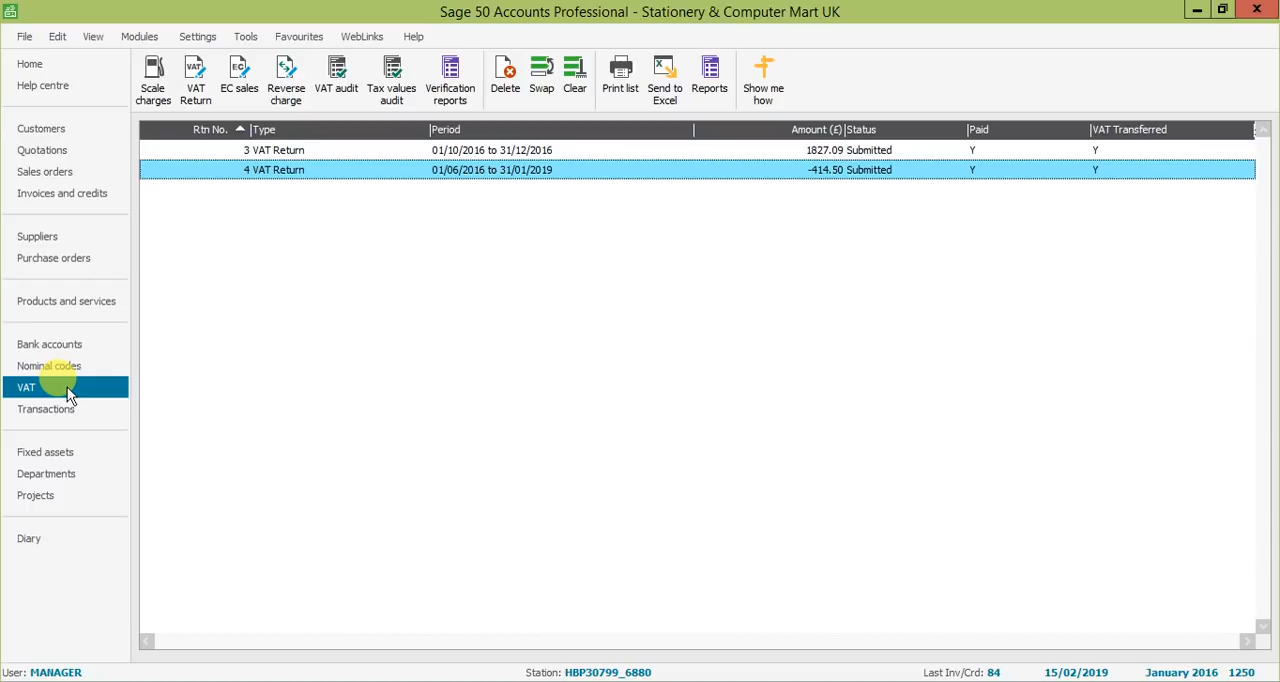 Sage 50 Accounts Professional - Stationery & Computer Mart UK
File Edit View Modules Settings Tools Favourites WebLinks Help
Home
Help centre
Customers
Quotations
Sales orders
Invoices and credits
Suppliers
Purchase orders
Products and services
Bank accounts
Nominal codes
VAT
Transactions
Fixed assets
Departments
Projects
Diary
Scale charges
VAT Return
EC sales
Reverse charge
VAT audit
Tax values audit
Verification reports
Delete
Swap
Clear
Print list
Send to Excel
Reports
Show me how
Rtn No. Type Period Amount (£) Status Paid VAT Transferred
3 VAT Return 01/10/2016 to 31/12/2016 1827.09 Submitted Y Y
4 VAT Return 01/06/2016 to 31/01/2019 -414.50 Submitted Y Y
User: MANAGER Station: HBP30799_6880 Last Inv/Crd: 84 15/02/2019 January 2016 1250